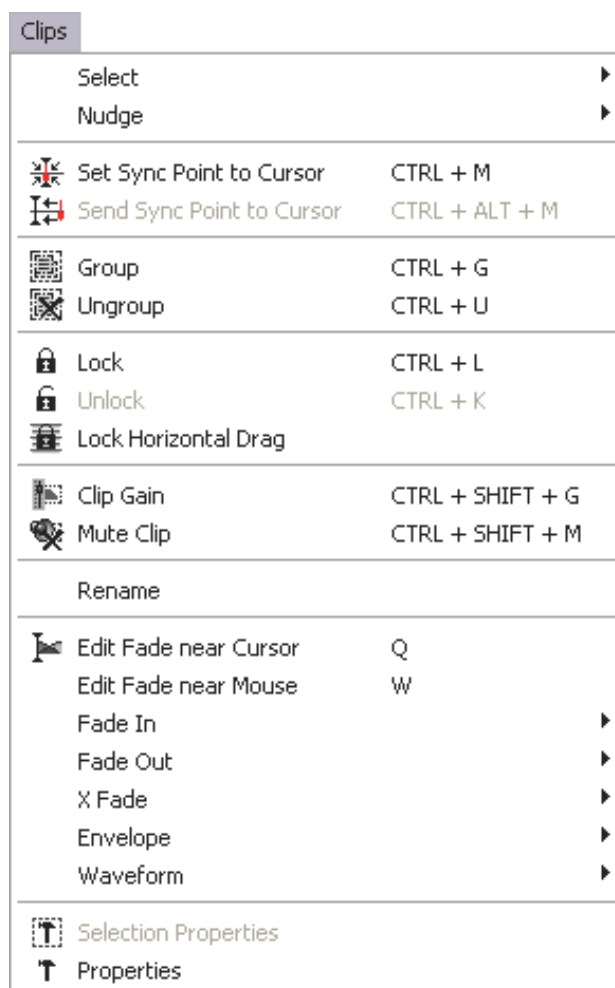 Clips
Select
Nudge
Set Sync Point to Cursor CTRL + M
Send Sync Point to Cursor CTRL + ALT + M
Group CTRL + G
Ungroup CTRL + U
Lock CTRL + L
Unlock CTRL + K
Lock Horizontal Drag
Clip Gain CTRL + SHIFT + G
Mute Clip CTRL + SHIFT + M
Rename
Edit Fade near Cursor Q
Edit Fade near Mouse W
Fade In
Fade Out
X Fade
Envelope
Waveform
Selection Properties
Properties